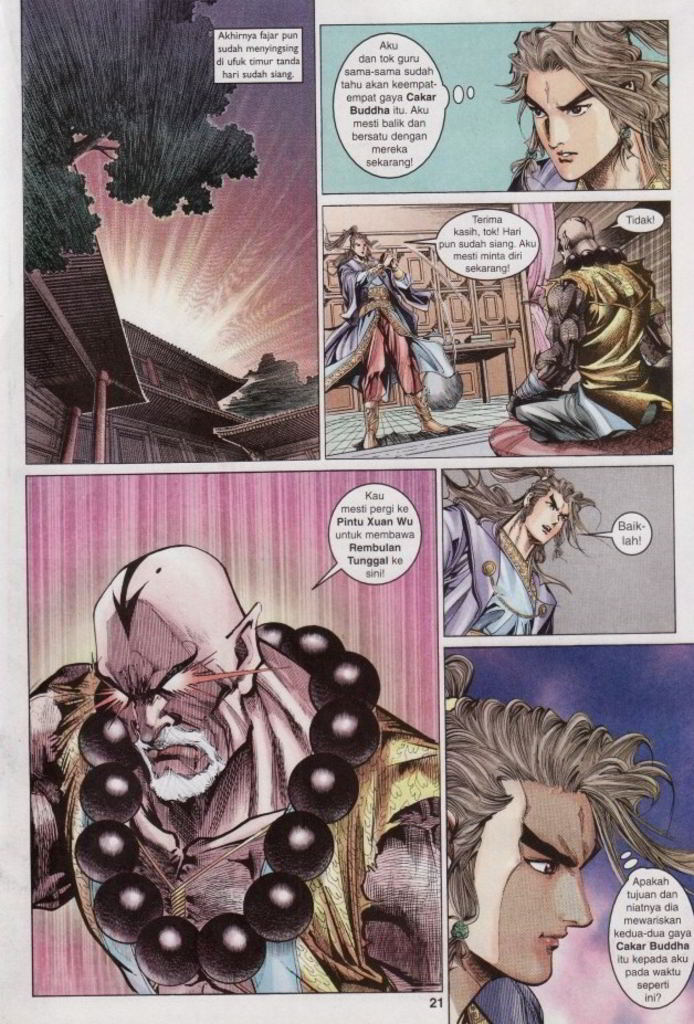 Akhirnya fajar pun
sudah menyingsing
di ufuk timur tanda
hari sudah siang.
Aku
dan tok guru
sama-sama sudah
tahu akan keempat-
empat gaya Cakar
Buddha itu. Aku
mesti balik dan
bersatu dengan
mereka
sekarang!
Terima
kasih, tok! Hari
pun sudah siang. Aku
mesti minta diri
sekarang!
Tidak!
Kau
mesti pergi ke
Pintu Xuan Wu
untuk membawa
Rembulan
Tunggal ke
sini!
Baik-
lah!
Apakah
tujuan dan
niatnya dia
mewariskan
kedua-dua gaya
Cakar Buddha
itu kepada aku
pada waktu
seperti
ini?
21